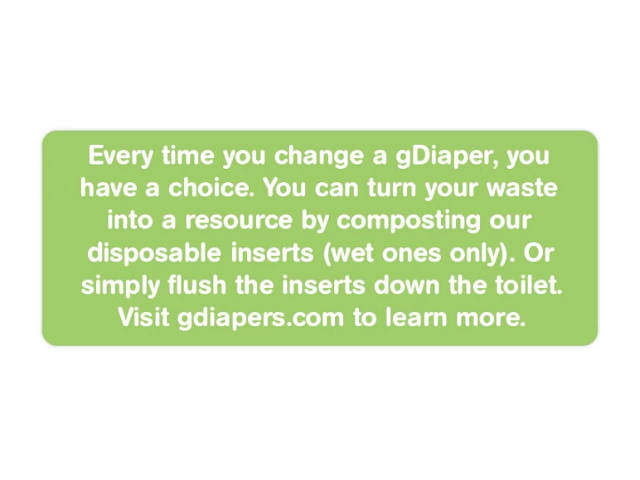 Every time you change a gDiaper, you
have a choice. You can turn your waste
into a resource by composting our
disposable inserts (wet ones only). Or
simply flush the inserts down the toilet.
Visit gdiapers.com to learn more.